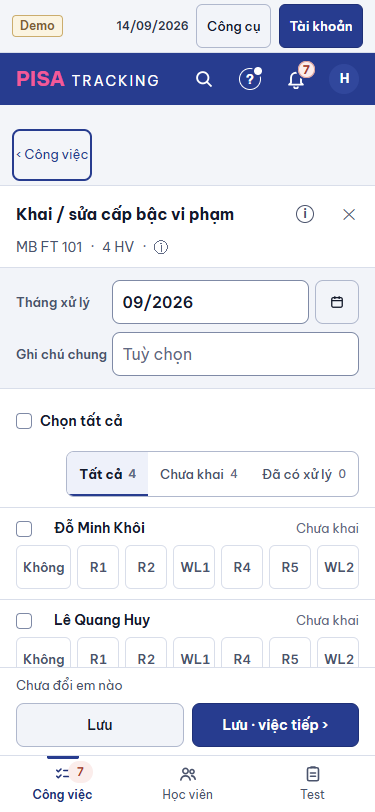 Demo 14/09/2026 Công cụ Tài khoản
PISA TRACKING ? 7 H
‹ Công việc
Khai / sửa cấp bậc vi phạm
MB FT 101 · 4 HV ·
Tháng xử lý 09/2026
Ghi chú chung Tuỳ chọn
Chọn tất cả
Tất cả 4 Chưa khai 4 Đã có xử lý 0
Đỗ Minh Khôi Chưa khai
Không R1 R2 WL1 R4 R5 WL2
Lê Quang Huy Chưa khai
Không R1 R2 WL1 R4 R5 WL2
Chưa đổi em nào
Lưu Lưu · việc tiếp ›
7
Công việc Học viên Test